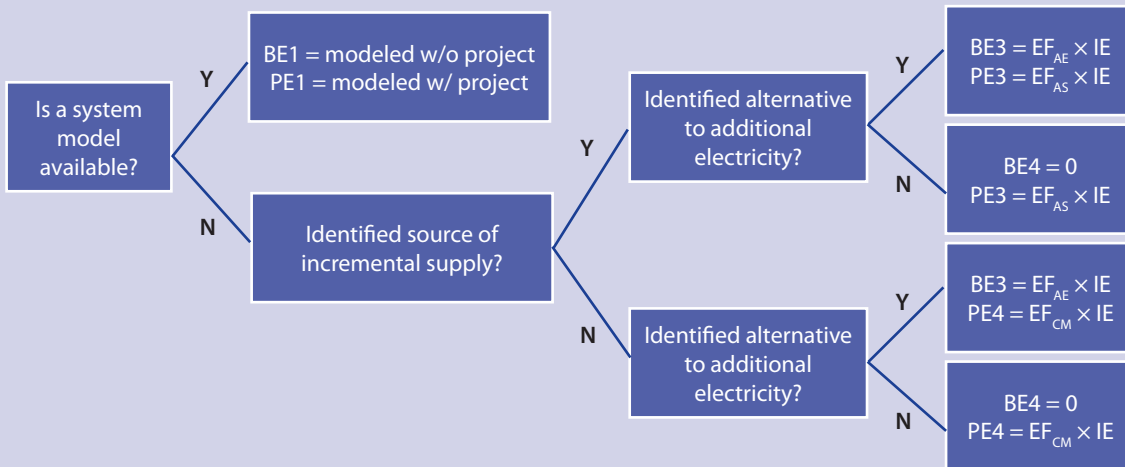 Is a system
model
available?
Y
N
BE1 = modeled w/o project
PE1 = modeled w/ project
Identified source of
incremental supply?
Y
N
Identified alternative
to additional
electricity?
Y
N
BE3 = EF_AE × IE
PE3 = EF_AS × IE
BE4 = 0
PE3 = EF_AS × IE
Identified alternative
to additional
electricity?
Y
N
BE3 = EF_AE × IE
PE4 = EF_CM × IE
BE4 = 0
PE4 = EF_CM × IE